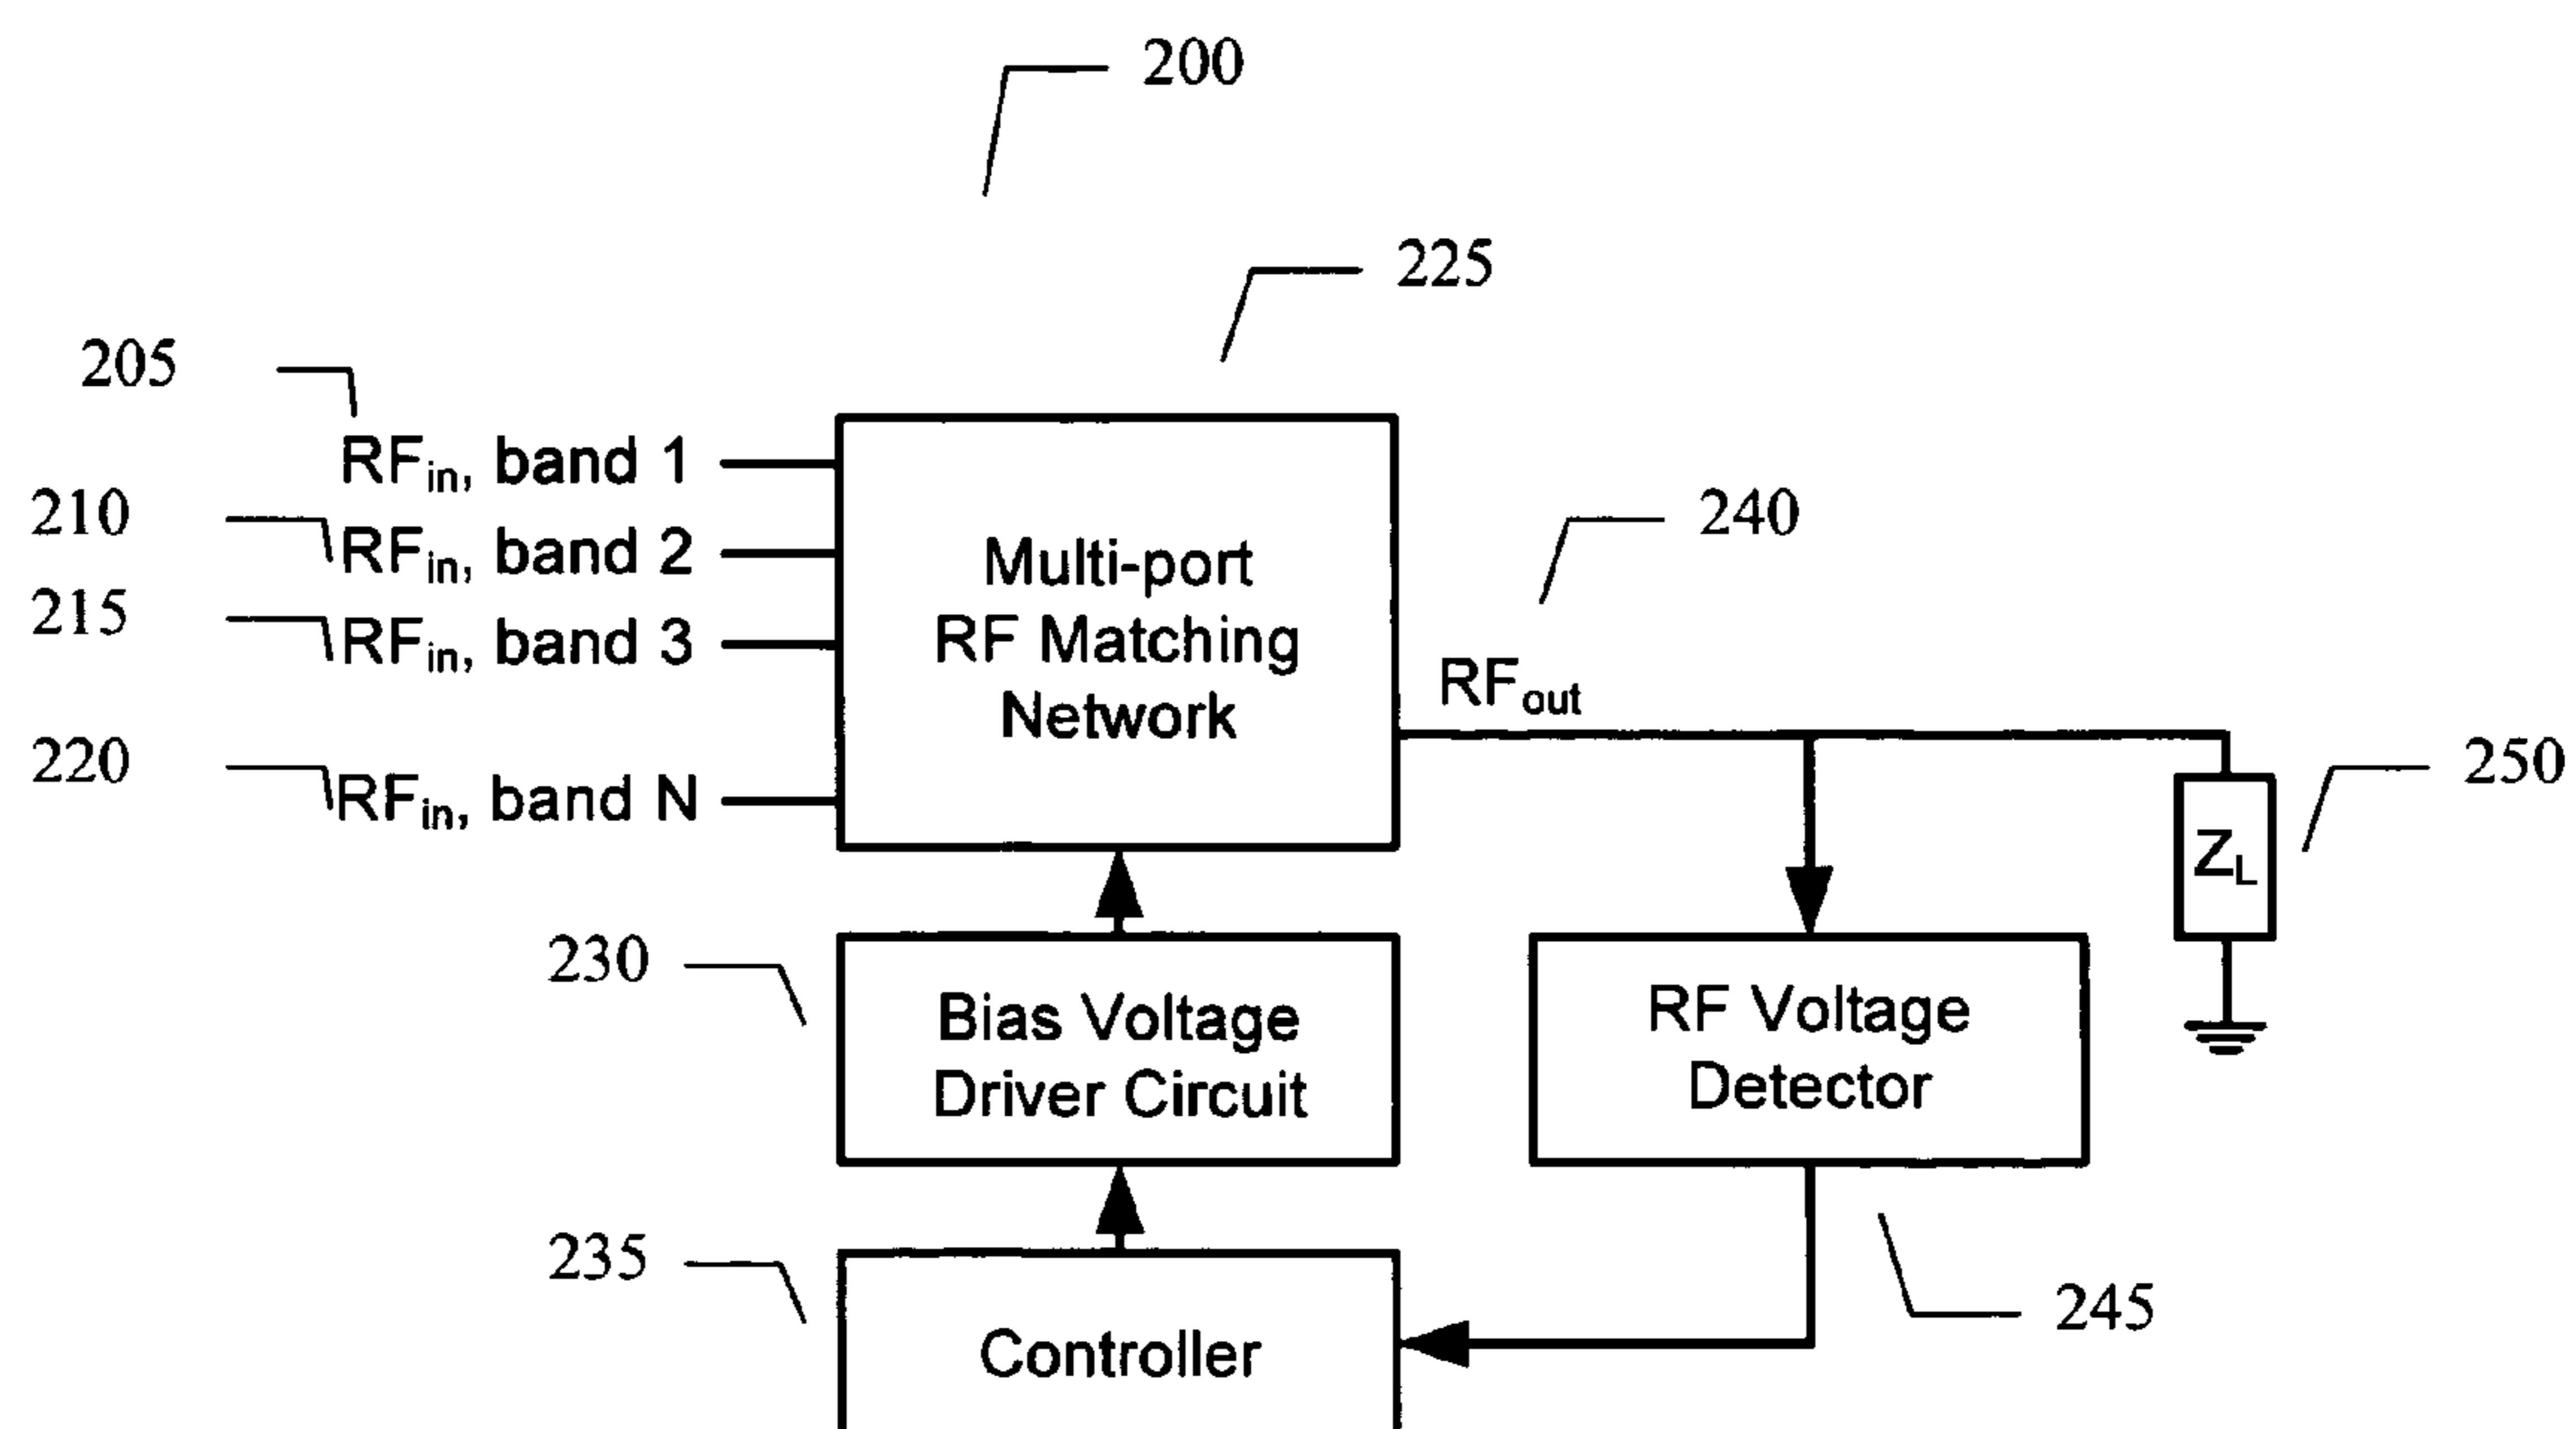 200
225
205
RFin, band 1
210
RFin, band 2
215
RFin, band 3
220
RFin, band N
Multi-port
RF Matching
Network
240
RFout
250
ZL
230
Bias Voltage
Driver Circuit
RF Voltage
Detector
235
Controller
245